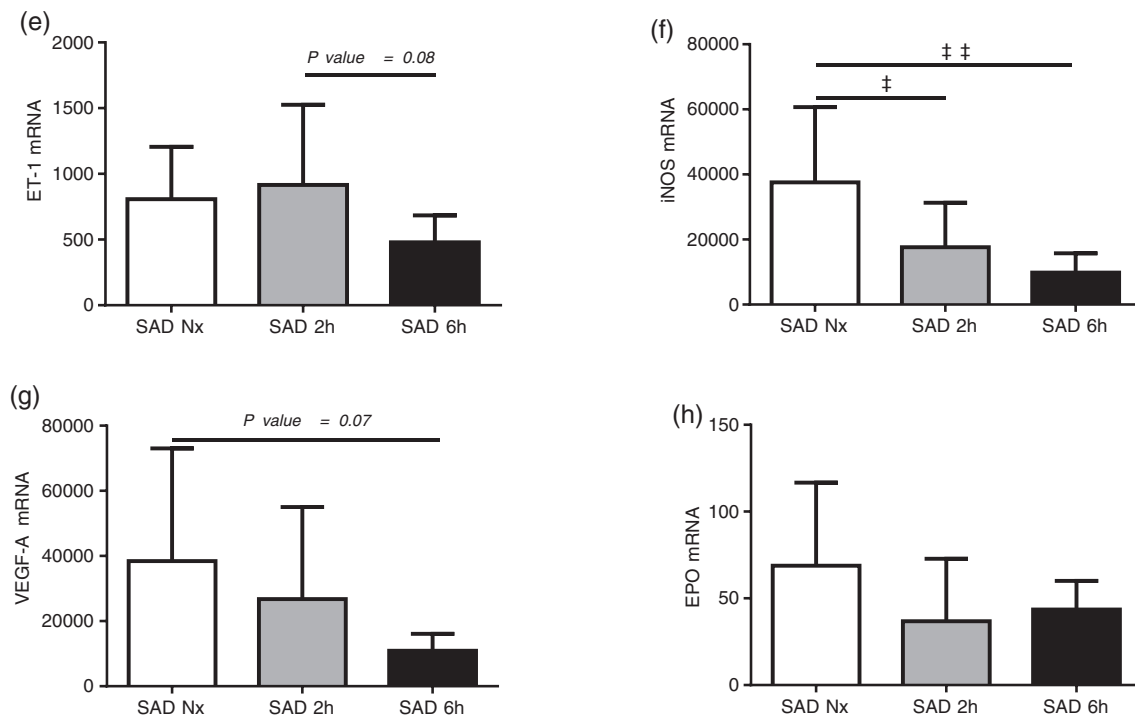 (e)
2000
P value = 0.08
1500
1000
500
0
ET-1 mRNA
SAD Nx SAD 2h SAD 6h
(f)
80000
‡ ‡
60000
‡
40000
20000
0
iNOS mRNA
SAD Nx SAD 2h SAD 6h
(g)
80000
P value = 0.07
60000
40000
20000
0
VEGF-A mRNA
SAD Nx SAD 2h SAD 6h
(h)
150
100
50
0
EPO mRNA
SAD Nx SAD 2h SAD 6h